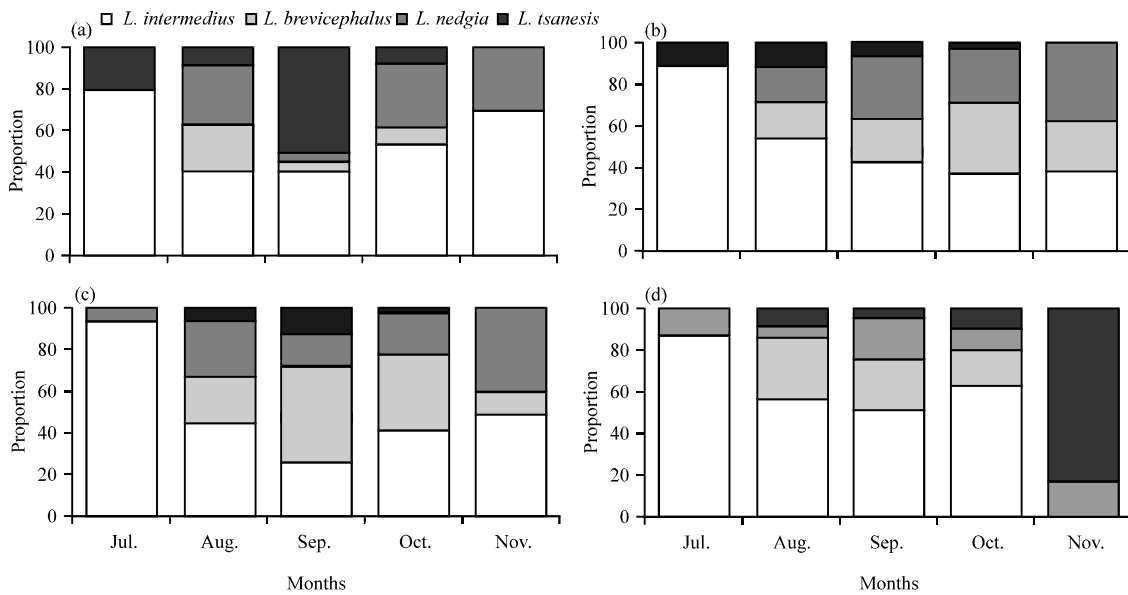 L. intermedius L. brevicephalus L. nedgia L. tsanesis
(a)
100
80
60
40
20
0
Proportion
(b)
100
80
60
40
20
0
Proportion
(c)
100
80
60
40
20
0
Proportion
Jul. Aug. Sep. Oct. Nov.
Months
(d)
100
80
60
40
20
0
Proportion
Jul. Aug. Sep. Oct. Nov.
Months